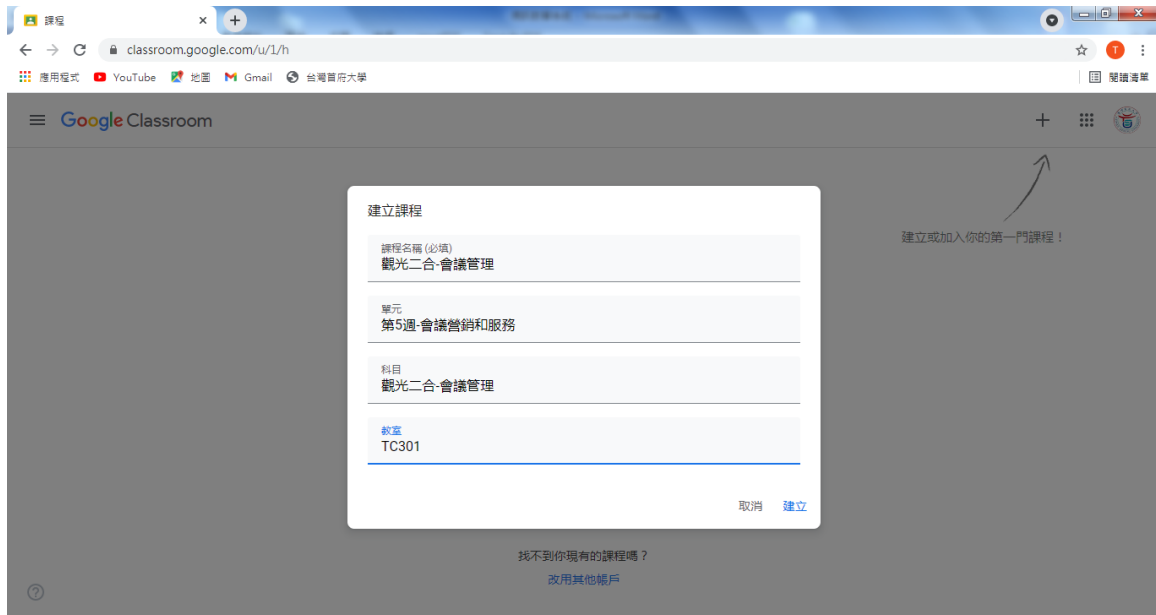 課程
classroom.google.com/u/1/h
T
應用程式 YouTube 地圖 Gmail 台灣首府大學 閱讀清單
Google Classroom
建立或加入你的第一門課程！
建立課程
課程名稱 (必填)
觀光二合-會議管理
單元
第5週-會議營銷和服務
科目
觀光二合-會議管理
教室
TC301
取消 建立
找不到你現有的課程嗎？
改用其他帳戶